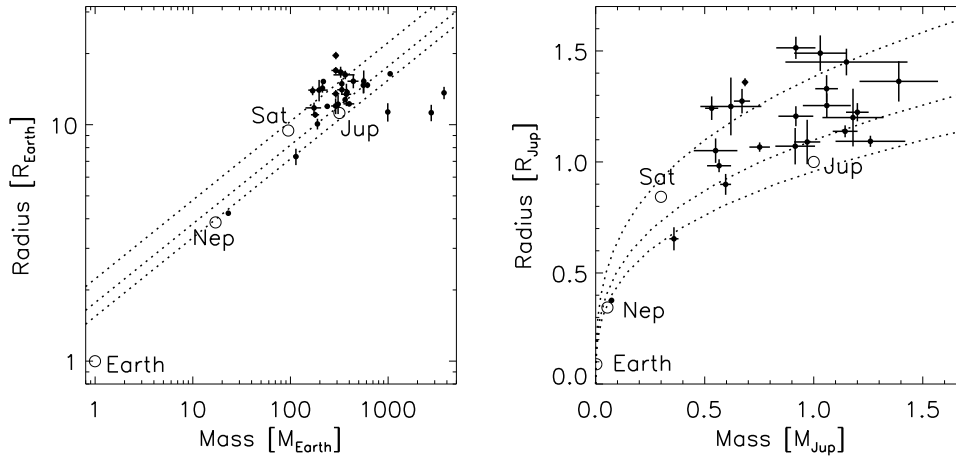 10
1
1
10
100
1000
Radius [R_Earth]
Mass [M_Earth]
Sat
Jup
Nep
Earth
1.5
1.0
0.5
0.0
0.0
0.5
1.0
1.5
Radius [R_Jup]
Mass [M_Jup]
Sat
Jup
Nep
Earth